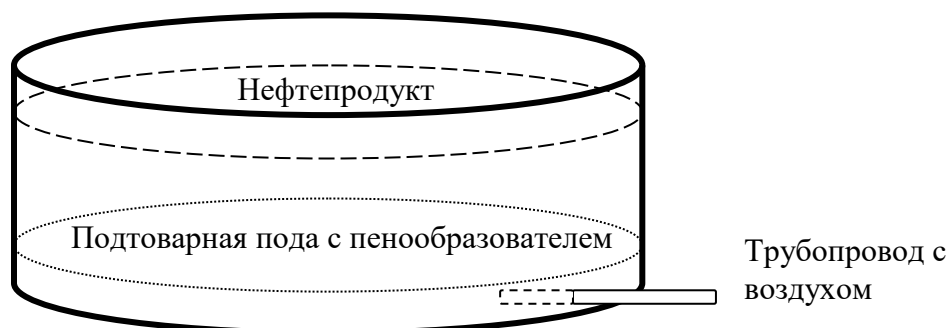 Нефтепродукт
Подтоварная пода с пенообразователем
Трубопровод с
воздухом